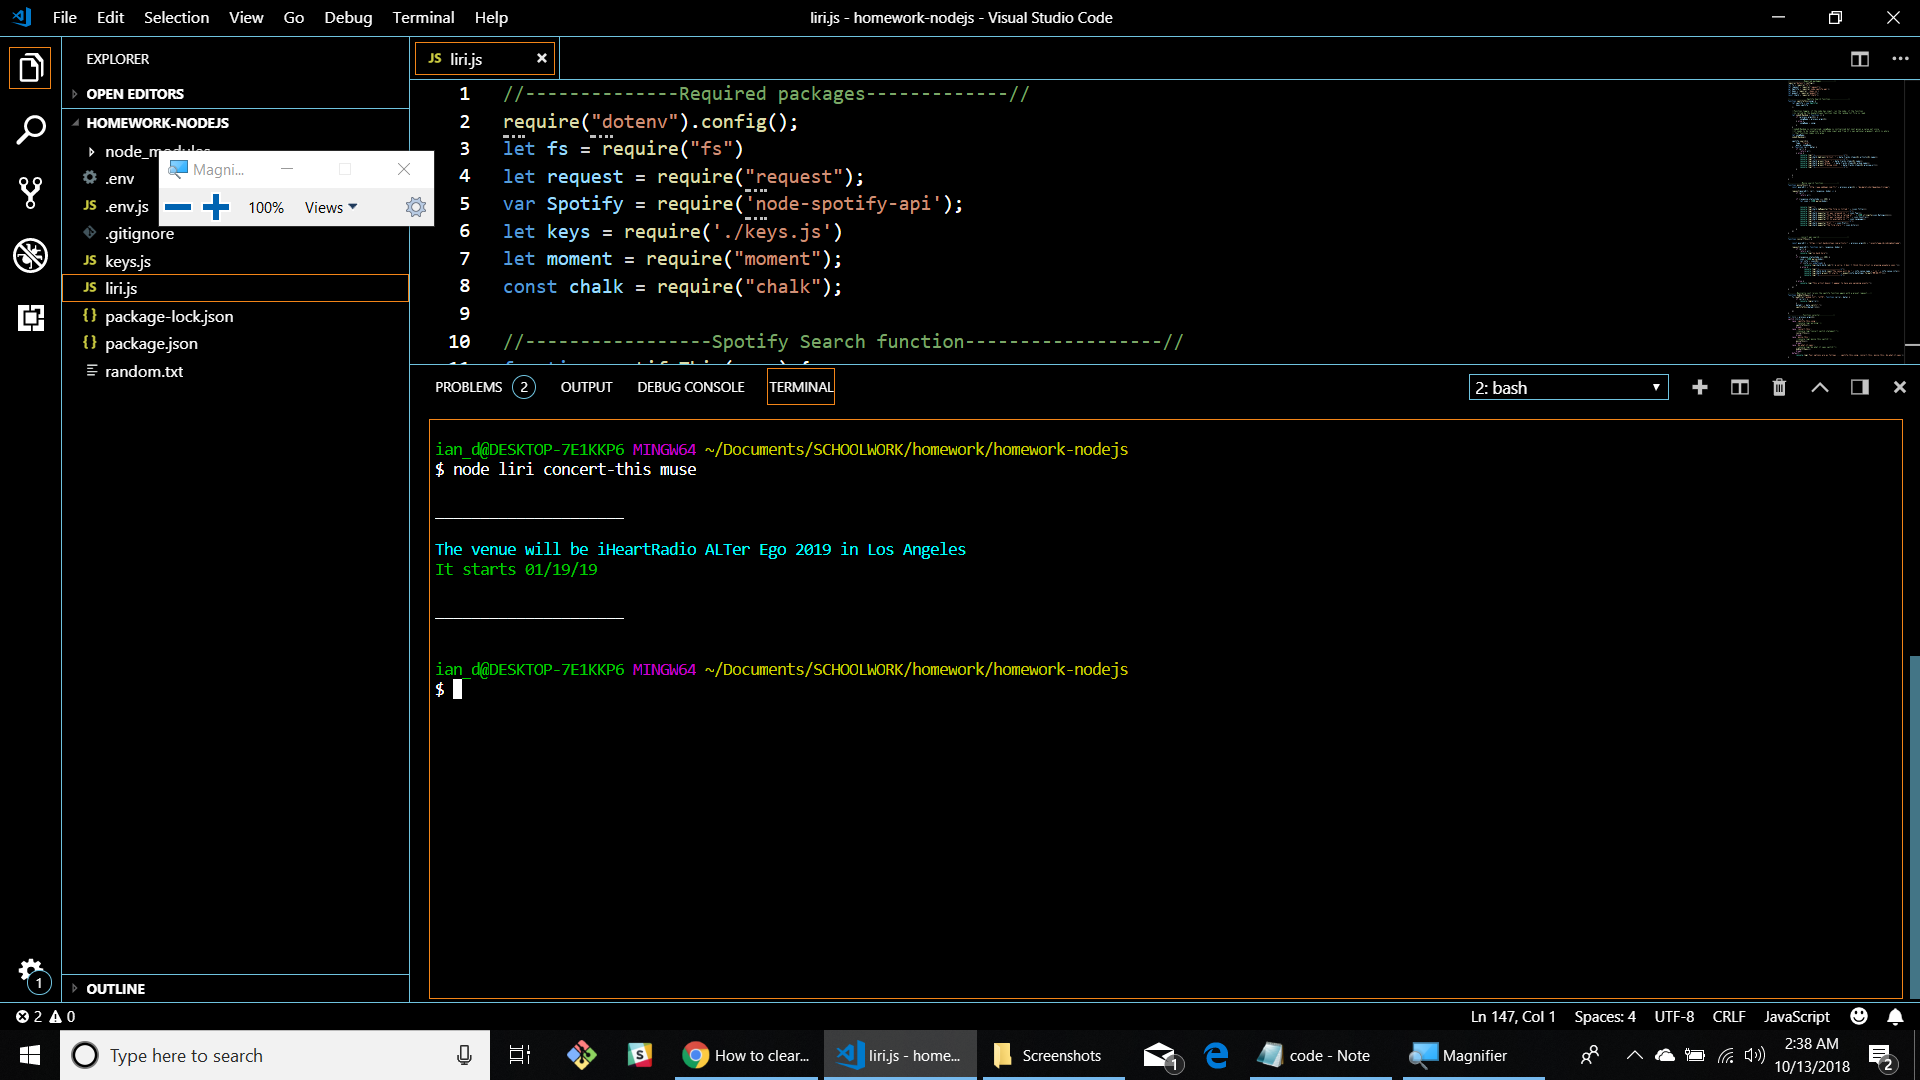 File Edit Selection View Go Debug Terminal Help
liri.js - homework-nodejs - Visual Studio Code
EXPLORER
OPEN EDITORS
HOMEWORK-NODEJS
node_modules
.env
.env.js
.gitignore
keys.js
liri.js
package-lock.json
package.json
random.txt
OUTLINE
Magni...
100% Views
JS liri.js
1 //--------------Required packages-------------//
2 require("dotenv").config();
3 let fs = require("fs")
4 let request = require("request");
5 var Spotify = require('node-spotify-api');
6 let keys = require('./keys.js')
7 let moment = require("moment");
8 const chalk = require("chalk");
9
10 //-----------------Spotify Search function------------------//
PROBLEMS 2 OUTPUT DEBUG CONSOLE TERMINAL 2: bash
ian_d@DESKTOP-7E1KKP6 MINGW64 ~/Documents/SCHOOLWORK/homework/homework-nodejs
$ node liri concert-this muse
_____________________
The venue will be iHeartRadio ALTer Ego 2019 in Los Angeles
It starts 01/19/19
_____________________
ian_d@DESKTOP-7E1KKP6 MINGW64 ~/Documents/SCHOOLWORK/homework/homework-nodejs
$
1
2 0 Ln 147, Col 1 Spaces: 4 UTF-8 CRLF JavaScript
Type here to search
How to clear...
liri.js - home...
Screenshots
1
code - Note
Magnifier
2:38 AM
10/13/2018
2